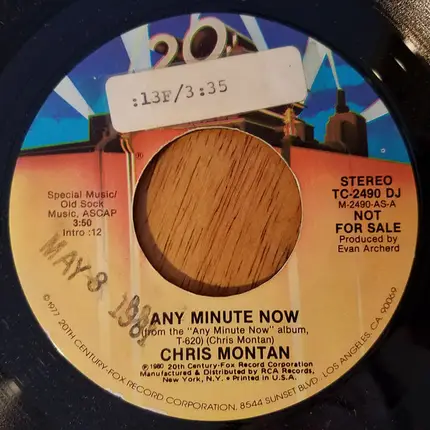 20
:13F/3:35
Special Music/
Old Sock
Music, ASCAP
3:50
Intro :12
STEREO
TC-2490 DJ
M-2490-AS-A
NOT
FOR SALE
Produced by
Evan Archerd
MAY 8 1981
ANY MINUTE NOW
(from the "Any Minute Now" album,
T-620) (Chris Montan)
CHRIS MONTAN
℗ 1980 20th Century-Fox Record Corporation
Manufactured & Distributed by RCA Records,
New York, N.Y. • Printed in U.S.A.
©1977 20TH CENTURY-FOX RECORD CORPORATION, 8544 SUNSET BLVD., LOS ANGELES, CA. 90069